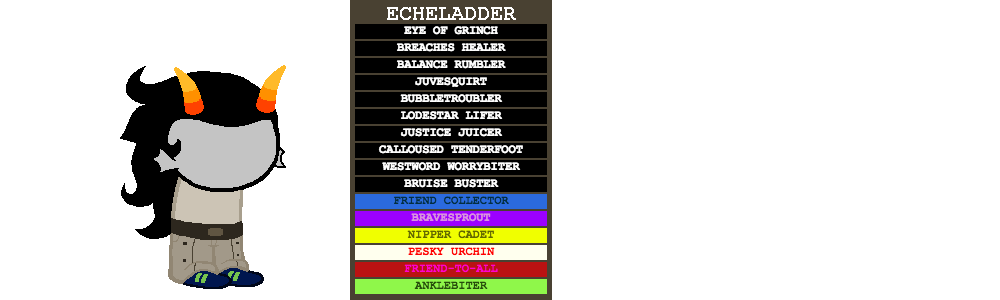 ECHELADDER
EYE OF GRINCH
BREACHES HEALER
BALANCE RUMBLER
JUVESQUIRT
BUBBLETROUBLER
LODESTAR LIFER
JUSTICE JUICER
CALLOUSED TENDERFOOT
WESTWORD WORRYBITER
BRUISE BUSTER
FRIEND COLLECTOR
BRAVESPROUT
NIPPER CADET
PESKY URCHIN
FRIEND-TO-ALL
ANKLEBITER